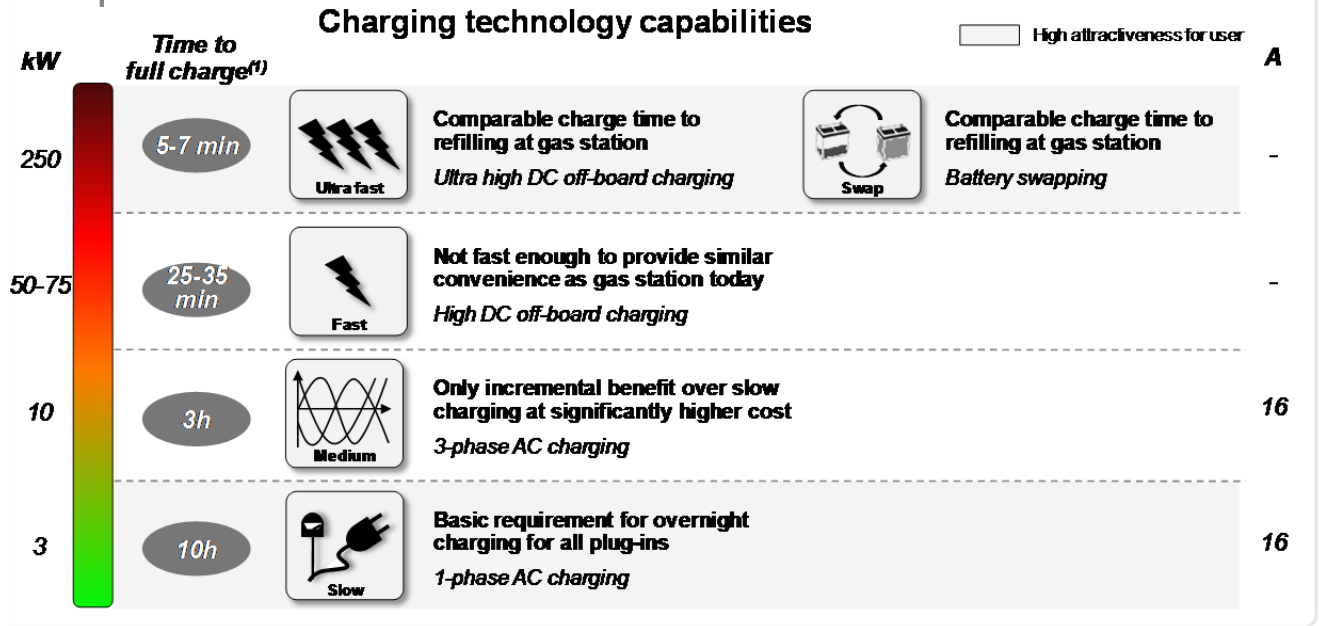 Charging technology capabilities
High attractiveness for user
kW
Time to
full charge(1)
A
250
5-7 min
Ultra fast
Comparable charge time to
refilling at gas station
Ultra high DC off-board charging
Swap
Comparable charge time to
refilling at gas station
Battery swapping
-
50-75
25-35
min
Fast
Not fast enough to provide similar
convenience as gas station today
High DC off-board charging
-
10
3h
Medium
Only incremental benefit over slow
charging at significantly higher cost
3-phase AC charging
16
3
10h
Slow
Basic requirement for overnight
charging for all plug-ins
1-phase AC charging
16